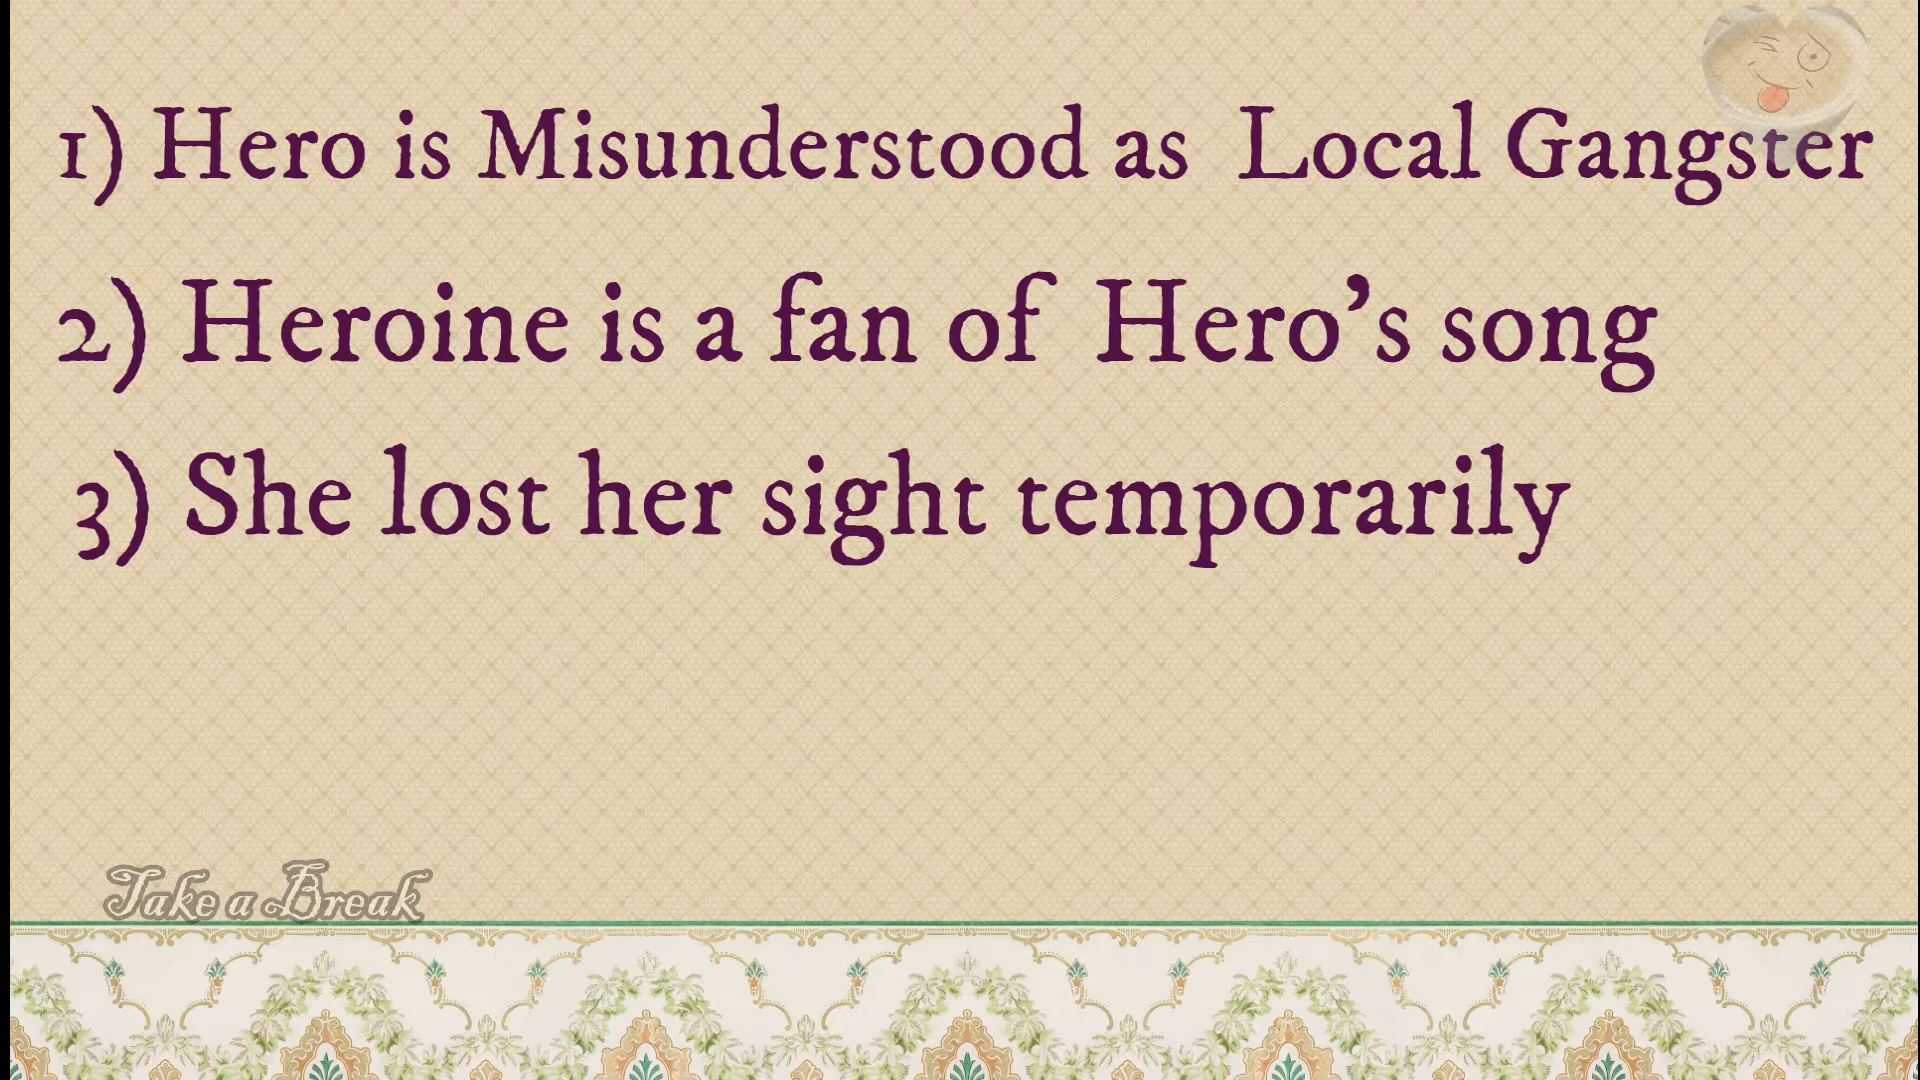 1) Hero is Misunderstood as Local Gangster
2) Heroine is a fan of Hero's song
3) She lost her sight temporarily
Take a Break